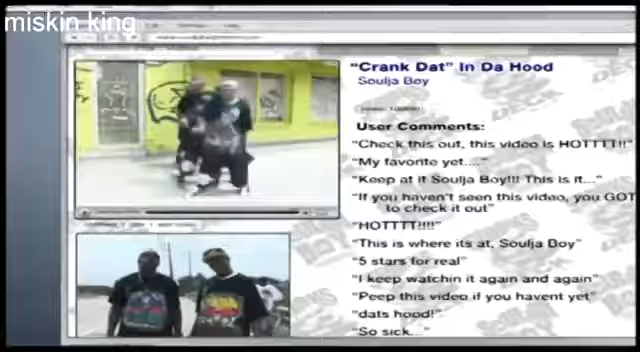 miskin king
"Crank Dat" In Da Hood
Soulja Boy
User Comments:
"Check this out, this video is HOTTTT!!"
"My favorite yet...."
"Keep at it Soulja Boy!!! This is it..."
"If you haven't seen this video, you GOT
to check it out"
"HOTTTT!!!!"
"This is where its at, Soulja Boy"
"5 stars for real"
"I keep watchin it again and again"
"Peep this video if you havent yet"
"dats hood!"
"So sick..."